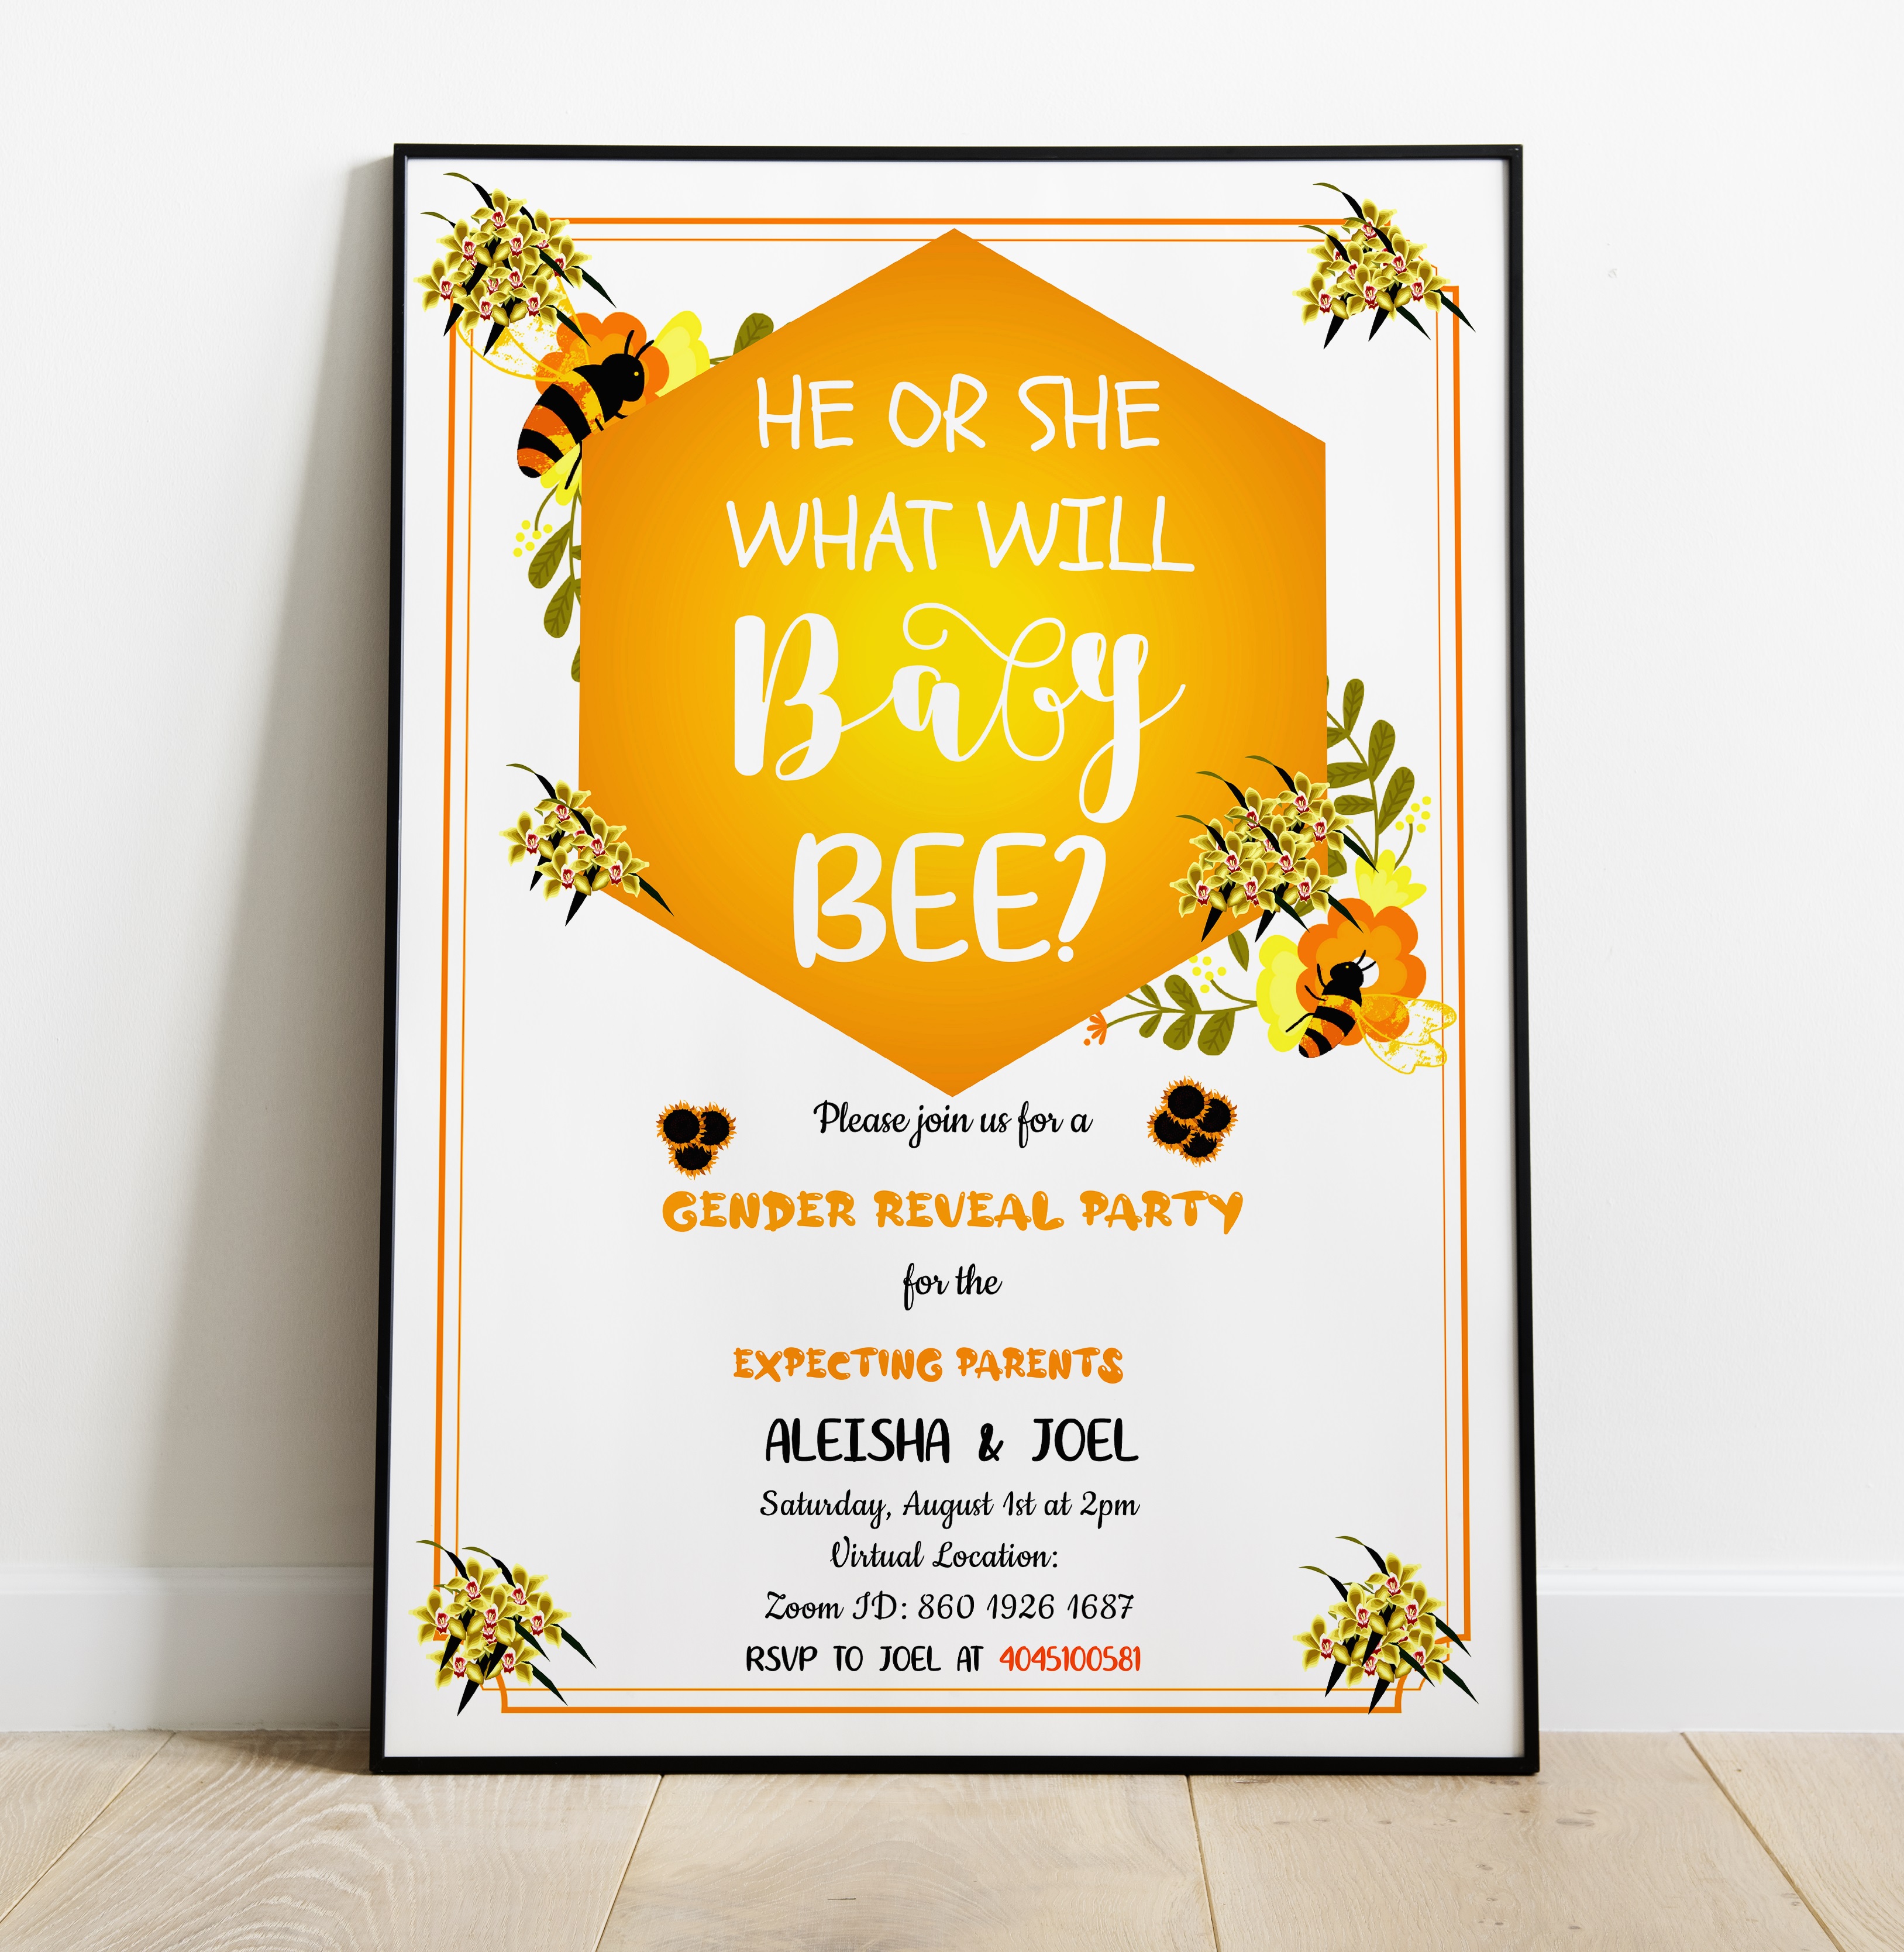 HE OR SHE
WHAT WILL
Baby
BEE?
Please join us for a
GENDER REVEAL PARTY
for the
EXPECTING PARENTS
ALEISHA & JOEL
Saturday, August 1st at 2pm
Virtual Location:
Zoom ID: 860 1926 1687
RSVP TO JOEL AT 4045100581